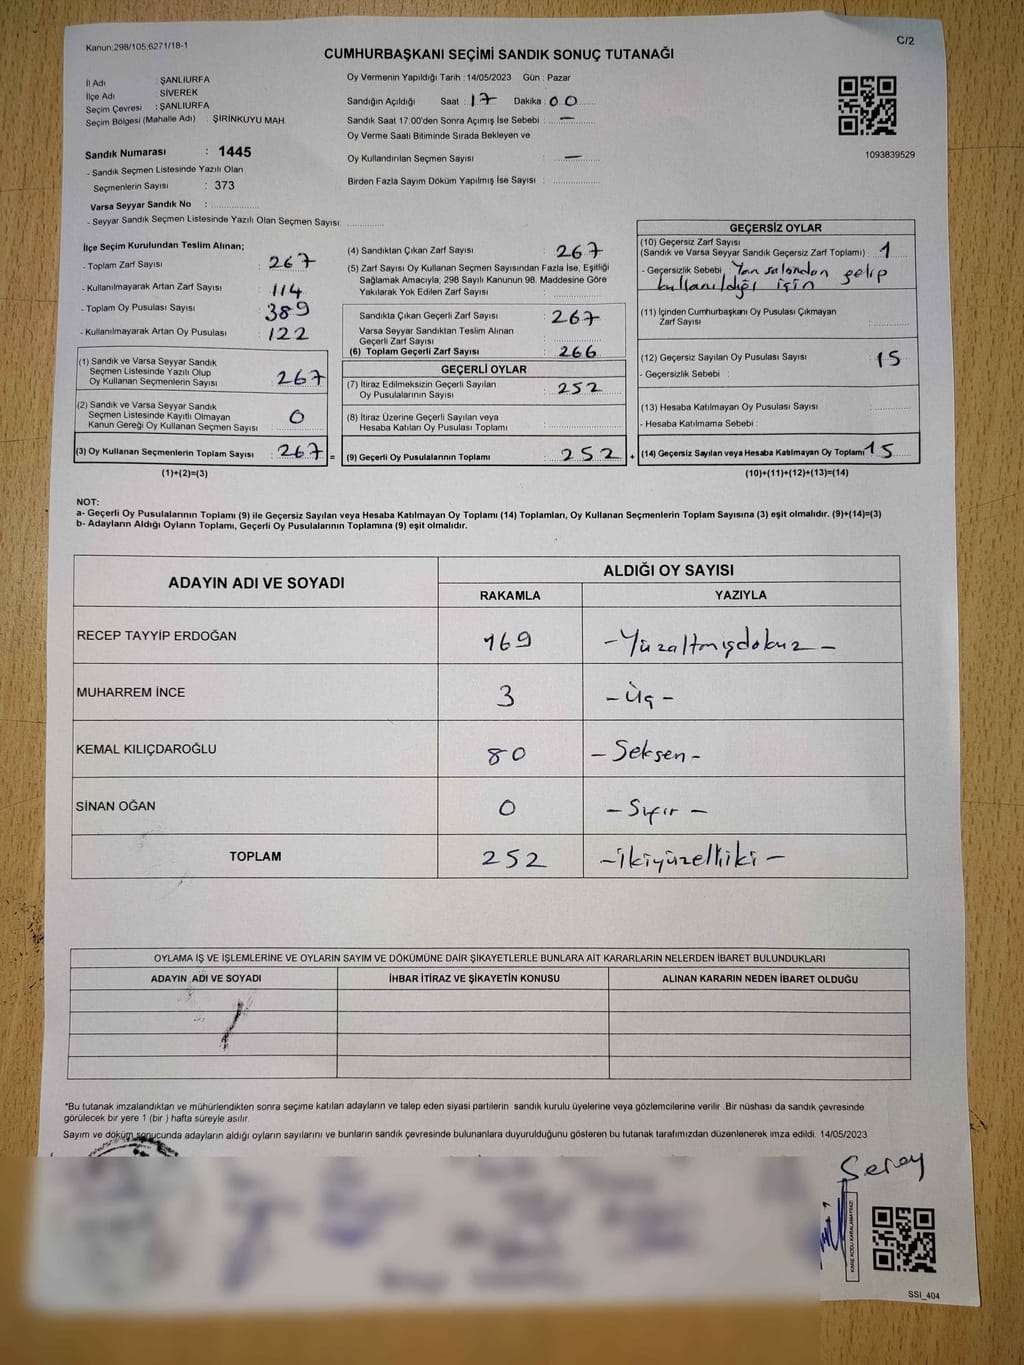 Kanun:298/105,6271/18-1
C/2
CUMHURBAŞKANI SEÇİMİ SANDIK SONUÇ TUTANAĞI
İl Adı : ŞANLIURFA
İlçe Adı : SİVEREK
Seçim Çevresi : ŞANLIURFA
Seçim Bölgesi (Mahalle Adı) : ŞİRİNKUYU MAH.
Sandık Numarası : 1445
- Sandık Seçmen Listesinde Yazılı Olan
Seçmenlerin Sayısı : 373
Varsa Seyyar Sandık No :
- Seyyar Sandık Seçmen Listesinde Yazılı Olan Seçmen Sayısı:
Oy Vermenin Yapıldığı Tarih : 14/05/2023 Gün : Pazar
Sandığın Açıldığı Saat : 17 Dakika : 00
Sandık Saat 17:00'den Sonra Açımış İse Sebebi : —
Oy Verme Saati Bitiminde Sırada Bekleyen ve
Oy Kullandırılan Seçmen Sayısı : —
Birden Fazla Sayım Döküm Yapılmış İse Sayısı :
1093839529
İlçe Seçim Kurulundan Teslim Alınan;
- Toplam Zarf Sayısı : 267
- Kullanılmayarak Artan Zarf Sayısı : 114
- Toplam Oy Pusulası Sayısı : 389
- Kullanılmayarak Artan Oy Pusulası : 122
(1) Sandık ve Varsa Seyyar Sandık
Seçmen Listesinde Yazılı Olup
Oy Kullanan Seçmenlerin Sayısı : 267
(2) Sandık ve Varsa Seyyar Sandık
Seçmen Listesinde Kayıtlı Olmayan
Kanun Gereği Oy Kullanan Seçmen Sayısı : 0
(3) Oy Kullanan Seçmenlerin Toplam Sayısı : 267 =
(1)+(2)=(3)
(4) Sandıktan Çıkan Zarf Sayısı : 267
(5) Zarf Sayısı Oy Kullanan Seçmen Sayısından Fazla İse, Eşitliği
Sağlamak Amacıyla, 298 Sayılı Kanunun 98. Maddesine Göre
Yakılarak Yok Edilen Zarf Sayısı :
Sandıkta Çıkan Geçerli Zarf Sayısı : 267
Varsa Seyyar Sandıktan Teslim Alınan
Geçerli Zarf Sayısı :
(6) Toplam Geçerli Zarf Sayısı : 266
GEÇERLİ OYLAR
(7) İtiraz Edilmeksizin Geçerli Sayılan
Oy Pusulalarının Sayısı : 252
(8) İtiraz Üzerine Geçerli Sayılan veya
Hesaba Katılan Oy Pusulası Toplamı :
(9) Geçerli Oy Pusulalarının Toplamı : 252 +
GEÇERSİZ OYLAR
(10) Geçersiz Zarf Sayısı
(Sandık ve Varsa Seyyar Sandık Geçersiz Zarf Toplamı) : 1
- Geçersizlik Sebebi : Yan salondan gelip
kullanıldığı için
(11) İçinden Cumhurbaşkanı Oy Pusulası Çıkmayan
Zarf Sayısı :
(12) Geçersiz Sayılan Oy Pusulası Sayısı : 15
- Geçersizlik Sebebi :
(13) Hesaba Katılmayan Oy Pusulası Sayısı :
- Hesaba Katılmama Sebebi :
(14) Geçersiz Sayılan veya Hesaba Katılmayan Oy Toplamı 15
(10)+(11)+(12)+(13)=(14)
NOT:
a- Geçerli Oy Pusulalarının Toplamı (9) ile Geçersiz Sayılan veya Hesaba Katılmayan Oy Toplamı (14) Toplamları, Oy Kullanan Seçmenlerin Toplam Sayısına (3) eşit olmalıdır. (9)+(14)=(3)
b- Adayların Aldığı Oyların Toplamı, Geçerli Oy Pusulalarının Toplamına (9) eşit olmalıdır.
ADAYIN ADI VE SOYADI
ALDIĞI OY SAYISI
RAKAMLA YAZIYLA
RECEP TAYYİP ERDOĞAN 169 -Yüzaltmışdokuz-
MUHARREM İNCE 3 -Üç-
KEMAL KILIÇDAROĞLU 80 -Seksen-
SİNAN OĞAN 0 -Sıfır-
TOPLAM 252 -İkiyüzelliiki-
OYLAMA İŞ VE İŞLEMLERİNE VE OYLARIN SAYIM VE DÖKÜMÜNE DAİR ŞİKAYETLERLE BUNLARA AİT KARARLARIN NELERDEN İBARET BULUNDUKLARI
ADAYIN ADI VE SOYADI İHBAR İTİRAZ VE ŞİKAYETİN KONUSU ALINAN KARARIN NEDEN İBARET OLDUĞU
*Bu tutanak imzalandıktan ve mühürlendikten sonra seçime katılan adayların ve talep eden siyasi partilerin sandık kurulu üyelerine veya gözlemcilerine verilir. Bir nüshası da sandık çevresinde
görülecek bir yere 1 (bir) hafta süreyle asılır.
Sayım ve döküm sonucunda adayların aldığı oyların sayılarını ve bunların sandık çevresinde bulunanlara duyurulduğunu gösteren bu tutanak tarafımızdan düzenlenerek imza edildi. 14/05/2023
KARE KODU KARALAMAYINIZ!
SSI_404